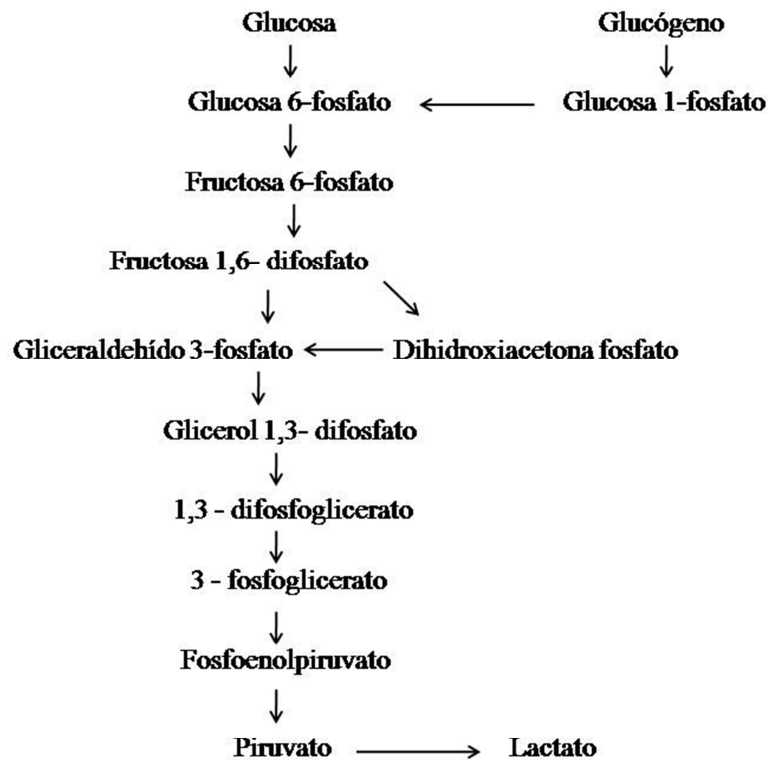 Glucosa Glucógeno
Glucosa 6-fosfato Glucosa 1-fosfato
Fructosa 6-fosfato
Fructosa 1,6- difosfato
Gliceraldehído 3-fosfato Dihidroxiacetona fosfato
Glicerol 1,3- difosfato
1,3 - difosfoglicerato
3 - fosfoglicerato
Fosfoenolpiruvato
Piruvato Lactato